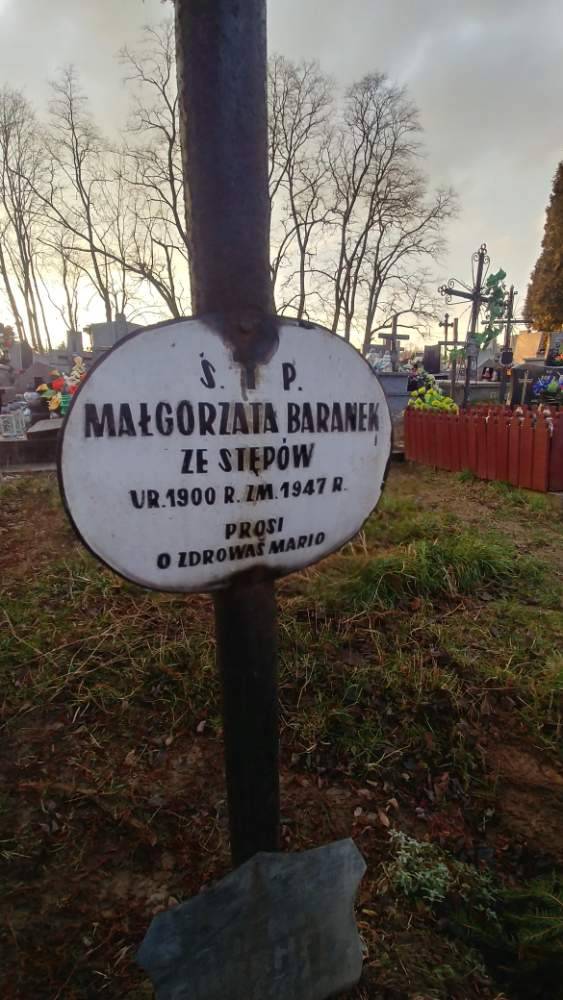 Ś. † P.
MAŁGORZATA BARANEK
ZE STĘPÓW
UR. 1900 R. ZM. 1947 R.
PROSI
O ZDROWAŚ MARIO